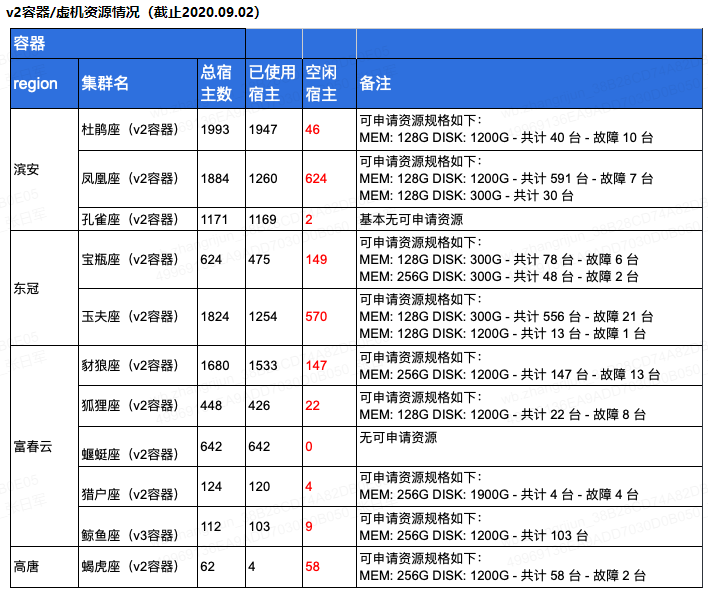 v2容器/虚机资源情况（截止2020.09.02）
容器
region 集群名 总宿主数 已使用宿主 空闲宿主 备注
滨安
杜鹃座（v2容器） 1993 1947 46
可申请资源规格如下：
MEM: 128G DISK: 1200G - 共计 40 台 - 故障 10 台
凤凰座（v2容器） 1884 1260 624
可申请资源规格如下：
MEM: 128G DISK: 1200G - 共计 591 台 - 故障 7 台
MEM: 128G DISK: 300G - 共计 30 台
孔雀座（v2容器） 1171 1169 2 基本无可申请资源
东冠
宝瓶座（v2容器） 624 475 149
可申请资源规格如下：
MEM: 128G DISK: 300G - 共计 78 台 - 故障 6 台
MEM: 256G DISK: 300G - 共计 48 台 - 故障 2 台
玉夫座（v2容器） 1824 1254 570
可申请资源规格如下：
MEM: 128G DISK: 300G - 共计 556 台 - 故障 21 台
MEM: 128G DISK: 1200G - 共计 13 台 - 故障 1 台
富春云
豺狼座（v2容器） 1680 1533 147
可申请资源规格如下：
MEM: 256G DISK: 1200G - 共计 147 台 - 故障 13 台
狐狸座（v2容器） 448 426 22
可申请资源规格如下：
MEM: 128G DISK: 1200G - 共计 22 台 - 故障 8 台
蝘蜓座（v2容器） 642 642 0 无可申请资源
猎户座（v2容器） 124 120 4
可申请资源规格如下：
MEM: 256G DISK: 1900G - 共计 4 台 - 故障 4 台
鲸鱼座（v3容器） 112 103 9
可申请资源规格如下：
MEM: 256G DISK: 1200G - 共计 103 台
高唐
蝎虎座（v2容器） 62 4 58
可申请资源规格如下：
MEM: 256G DISK: 1200G - 共计 58 台 - 故障 2 台